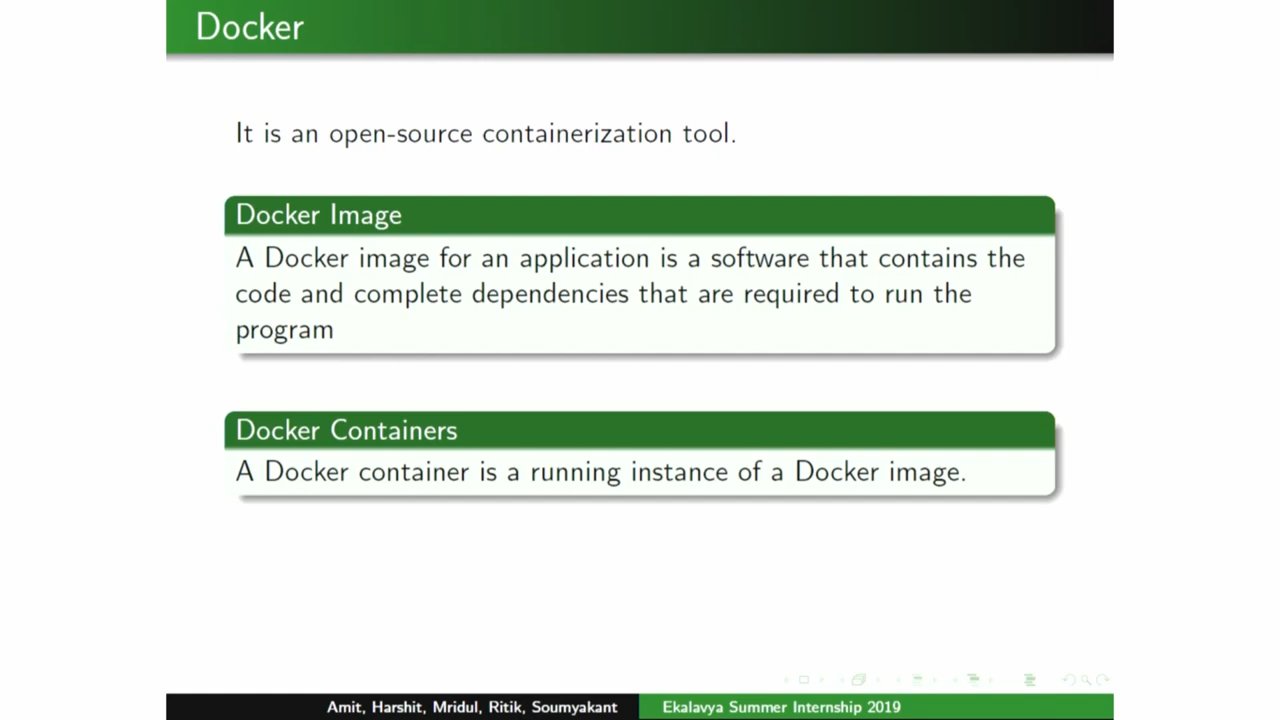 Docker
It is an open-source containerization tool.
Docker Image
A Docker image for an application is a software that contains the
code and complete dependencies that are required to run the
program
Docker Containers
A Docker container is a running instance of a Docker image.
Amit, Harshit, Mridul, Ritik, Soumyakant
Ekalavya Summer Internship 2019